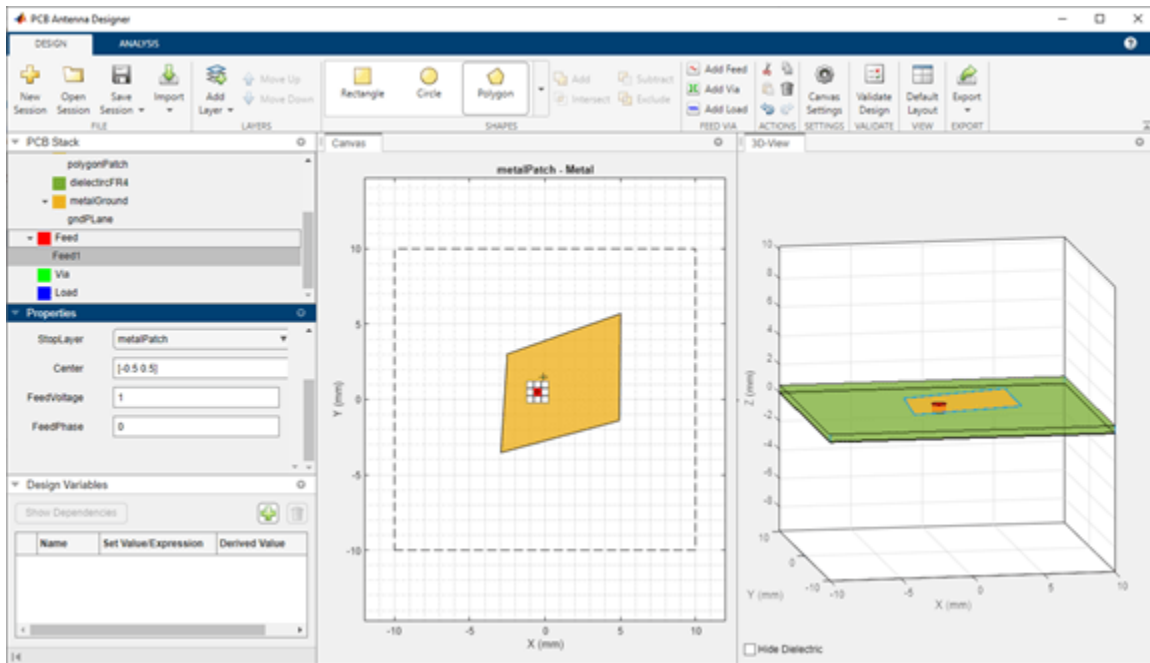 PCB Antenna Designer
DESIGN ANALYSIS
New Session
Open Session
Save Session
Import
Add Layer
Move Up
Move Down
Rectangle
Circle
Polygon
Add
Subtract
Intersect
Exclude
Add Feed
Add Via
Add Load
Canvas Settings
Validate Design
Default Layout
Export
FILE LAYERS SHAPES FEED VIA ACTIONS SETTINGS VALIDATE VIEW EXPORT
PCB Stack
polygonPatch
dielectircFR4
metalGround
gndPLane
Feed
Feed1
Via
Load
Properties
StopLayer metalPatch
Center [-0.5 0.5]
FeedVoltage 1
FeedPhase 0
Design Variables
Show Dependencies
Name Set Value/Expression Derived Value
Canvas
metalPatch - Metal
10
5
0
-5
-10
Y (mm)
-10 -5 0 5 10
X (mm)
3D-View
10
8
6
4
2
0
-2
-4
-6
-8
-10
Z (mm)
10
0
-10
Y (mm)
-10 -5 0 5 10
X (mm)
Hide Dielectric